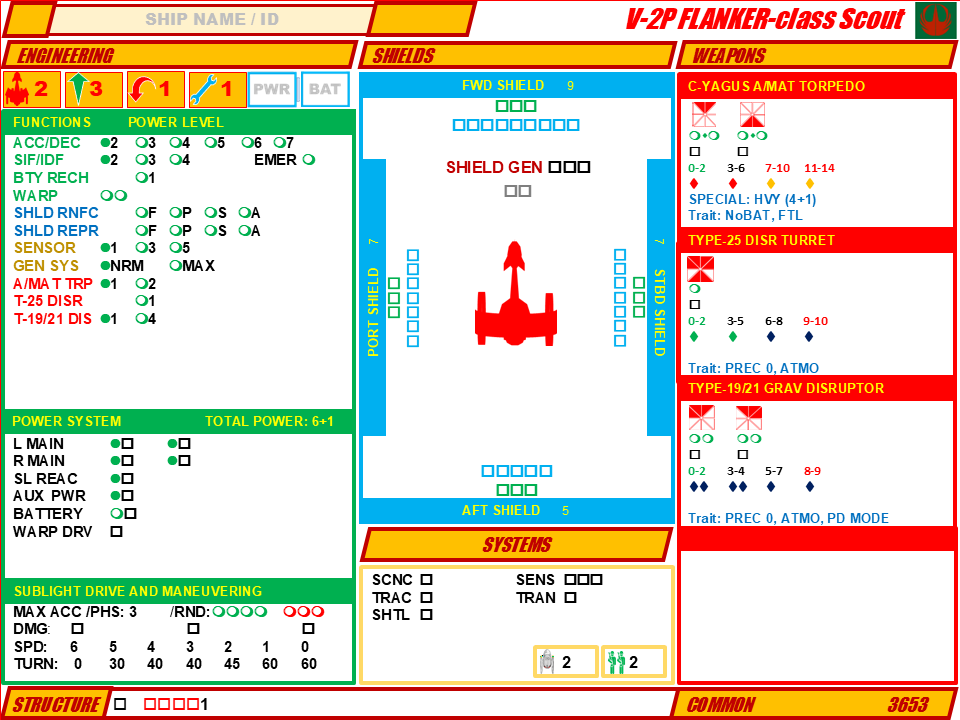 SHIP NAME / ID
V-2P FLANKER-class Scout
ENGINEERING
2 3 1 1 PWR BAT
FUNCTIONS POWER LEVEL
ACC/DEC 2 3 4 5 6 7
SIF/IDF 2 3 4 EMER
BTY RECH 1
WARP
SHLD RNFC F P S A
SHLD REPR F P S A
SENSOR 1 3 5
GEN SYS NRM MAX
A/MAT TRP 1 2
T-25 DISR 1
T-19/21 DIS 1 4
POWER SYSTEM TOTAL POWER: 6+1
L MAIN
R MAIN
SL REAC
AUX PWR
BATTERY
WARP DRV
SUBLIGHT DRIVE AND MANEUVERING
MAX ACC /PHS: 3 /RND:
DMG:
SPD: 6 5 4 3 2 1 0
TURN: 0 30 40 40 45 60 60
SHIELDS
FWD SHIELD 9
SHIELD GEN
PORT SHIELD 7
STBD SHIELD 7
AFT SHIELD 5
SYSTEMS
SCNC SENS
TRAC TRAN
SHTL
2 2
WEAPONS
C-YAGUS A/MAT TORPEDO
0-2 3-6 7-10 11-14
SPECIAL: HVY (4+1)
Trait: NoBAT, FTL
TYPE-25 DISR TURRET
0-2 3-5 6-8 9-10
Trait: PREC 0, ATMO
TYPE-19/21 GRAV DISRUPTOR
0-2 3-4 5-7 8-9
Trait: PREC 0, ATMO, PD MODE
STRUCTURE 1
COMMON 3653